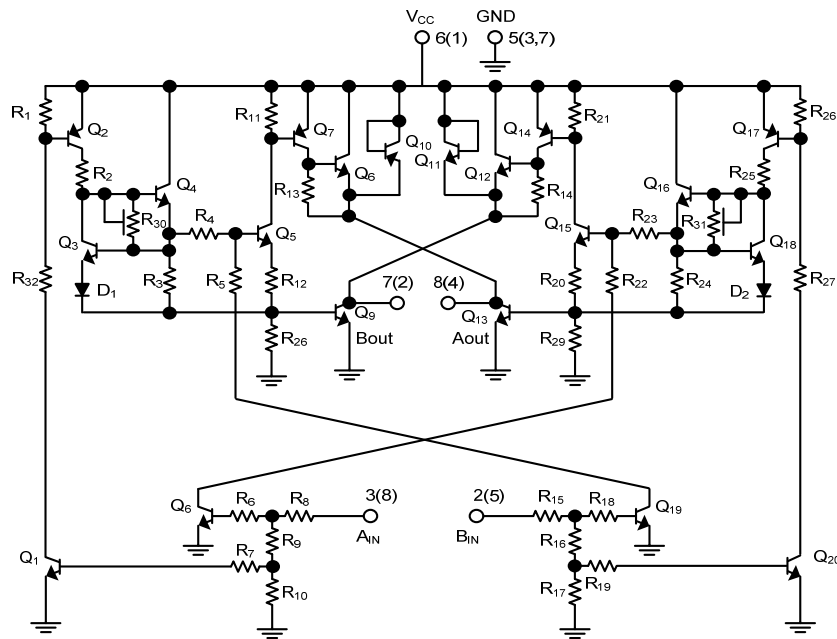 VCC GND
6(1) 5(3,7)
R1 Q2 R11 Q7 Q10 Q14 R21 Q17 R26
Q11
R2 Q4 R13 Q6 Q12 R14 Q16 R25
R30 R4 Q5 Q15 R23 R31
Q3 Q18
R32 D1 R3 R5 R12 7(2) 8(4) R20 R22 R24 D2 R27
Q9 Q13
R26 Bout Aout R29
Q6 R6 R8 3(8) 2(5) R15 R18 Q19
AIN BIN
R9 R16
Q1 R7 Q20
R10 R17 R19